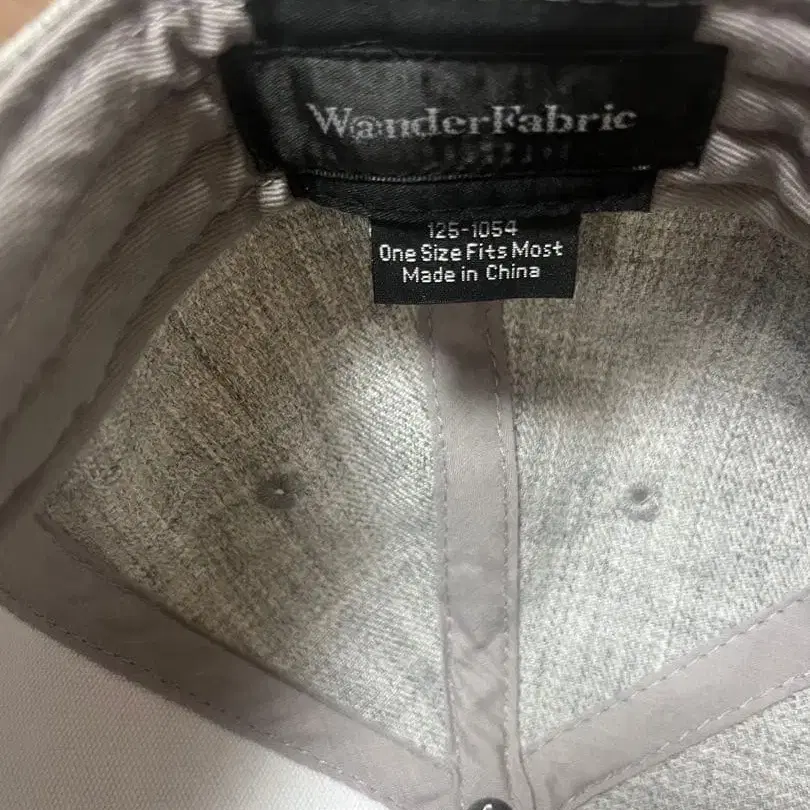 WanderFabric
125-1054
One Size Fits Most
Made in China